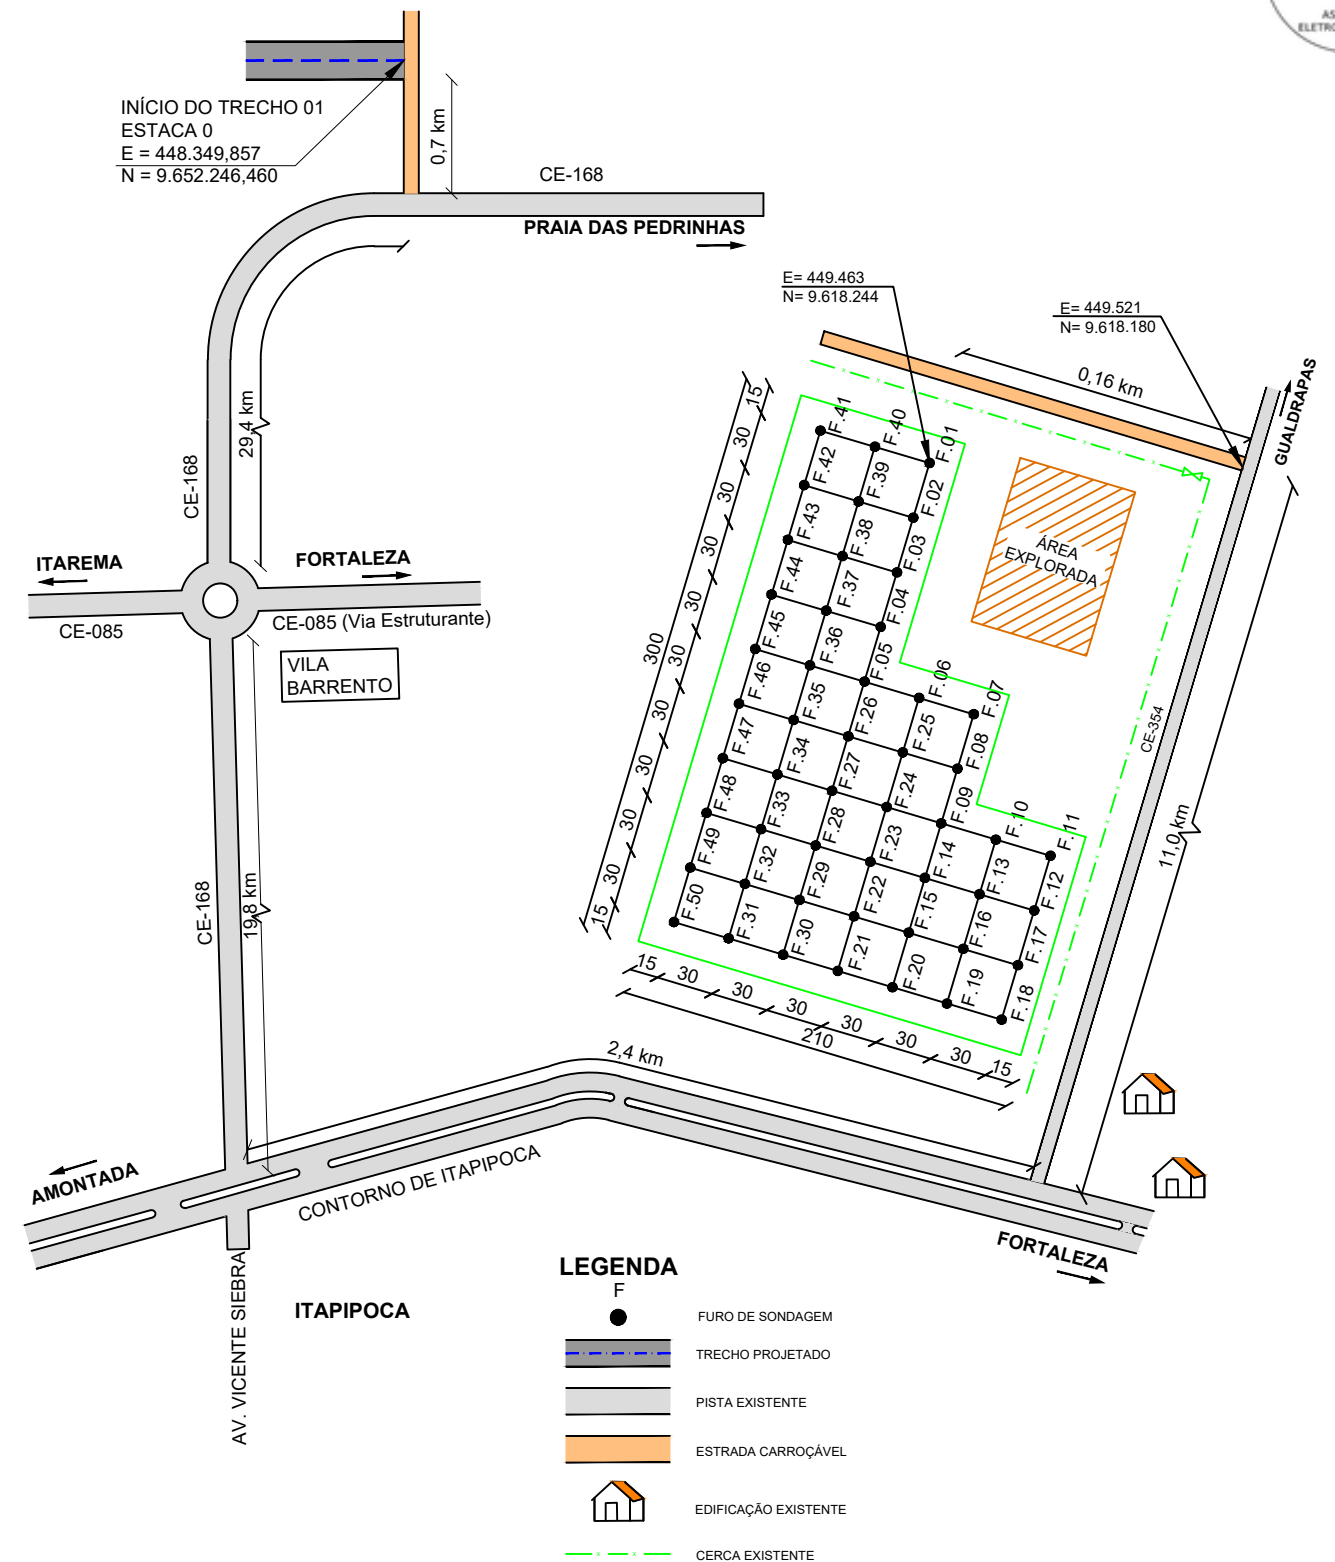 AS
ELETRO
INÍCIO DO TRECHO 01
ESTACA 0
E = 448.349,857
N = 9.652.246,460
0,7 km
CE-168
PRAIA DAS PEDRINHAS
29,4 km
CE-168
ITAREMA
FORTALEZA
CE-085
CE-085 (Via Estruturante)
VILA
BARRENTO
CE-168
19,8 km
E= 449.463
N= 9.618.244
E= 449.521
N= 9.618.180
0,16 km
GUALDRAPAS
ÁREA
EXPLORADA
CE-354
11,0 km
F.41
F.40
F.01
F.42
F.39
F.02
F.43
F.38
F.03
F.44
F.37
F.04
F.45
F.36
F.05
F.06
F.07
F.46
F.35
F.26
F.25
F.08
F.47
F.34
F.27
F.24
F.09
F.10
F.11
F.48
F.33
F.28
F.23
F.14
F.13
F.12
F.49
F.32
F.29
F.22
F.15
F.16
F.17
F.50
F.31
F.30
F.21
F.20
F.19
F.18
15
30
30
30
30
30
30
30
30
30
15
300
15
30
30
30
30
30
30
15
210
2,4 km
AMONTADA
CONTORNO DE ITAPIPOCA
FORTALEZA
AV. VICENTE SIEBRA
ITAPIPOCA
LEGENDA
F
FURO DE SONDAGEM
TRECHO PROJETADO
PISTA EXISTENTE
ESTRADA CARROÇÁVEL
EDIFICAÇÃO EXISTENTE
CERCA EXISTENTE